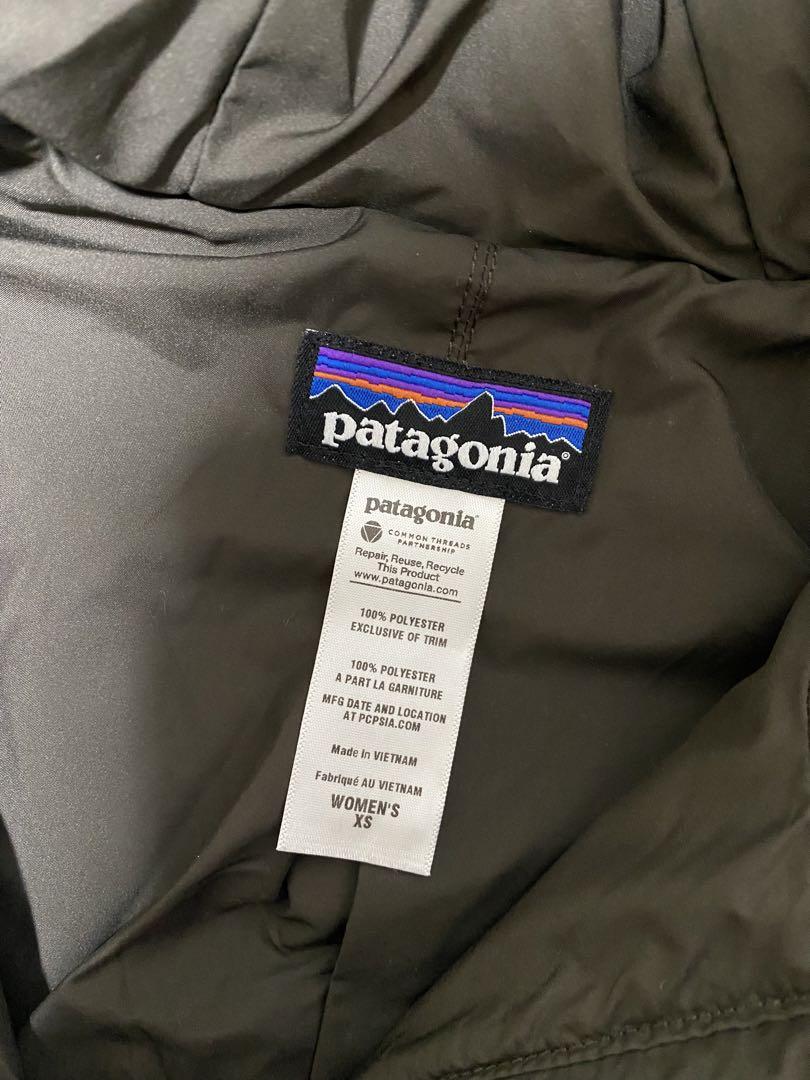 patagonia®
patagonia®
COMMON THREADS
PARTNERSHIP
Repair, Reuse, Recycle
This Product
www.patagonia.com
100% POLYESTER
EXCLUSIVE OF TRIM
100% POLYESTER
A PART LA GARNITURE
MFG DATE AND LOCATION
AT PCPSIA.COM
Made in VIETNAM
Fabriqué AU VIETNAM
WOMEN'S
XS